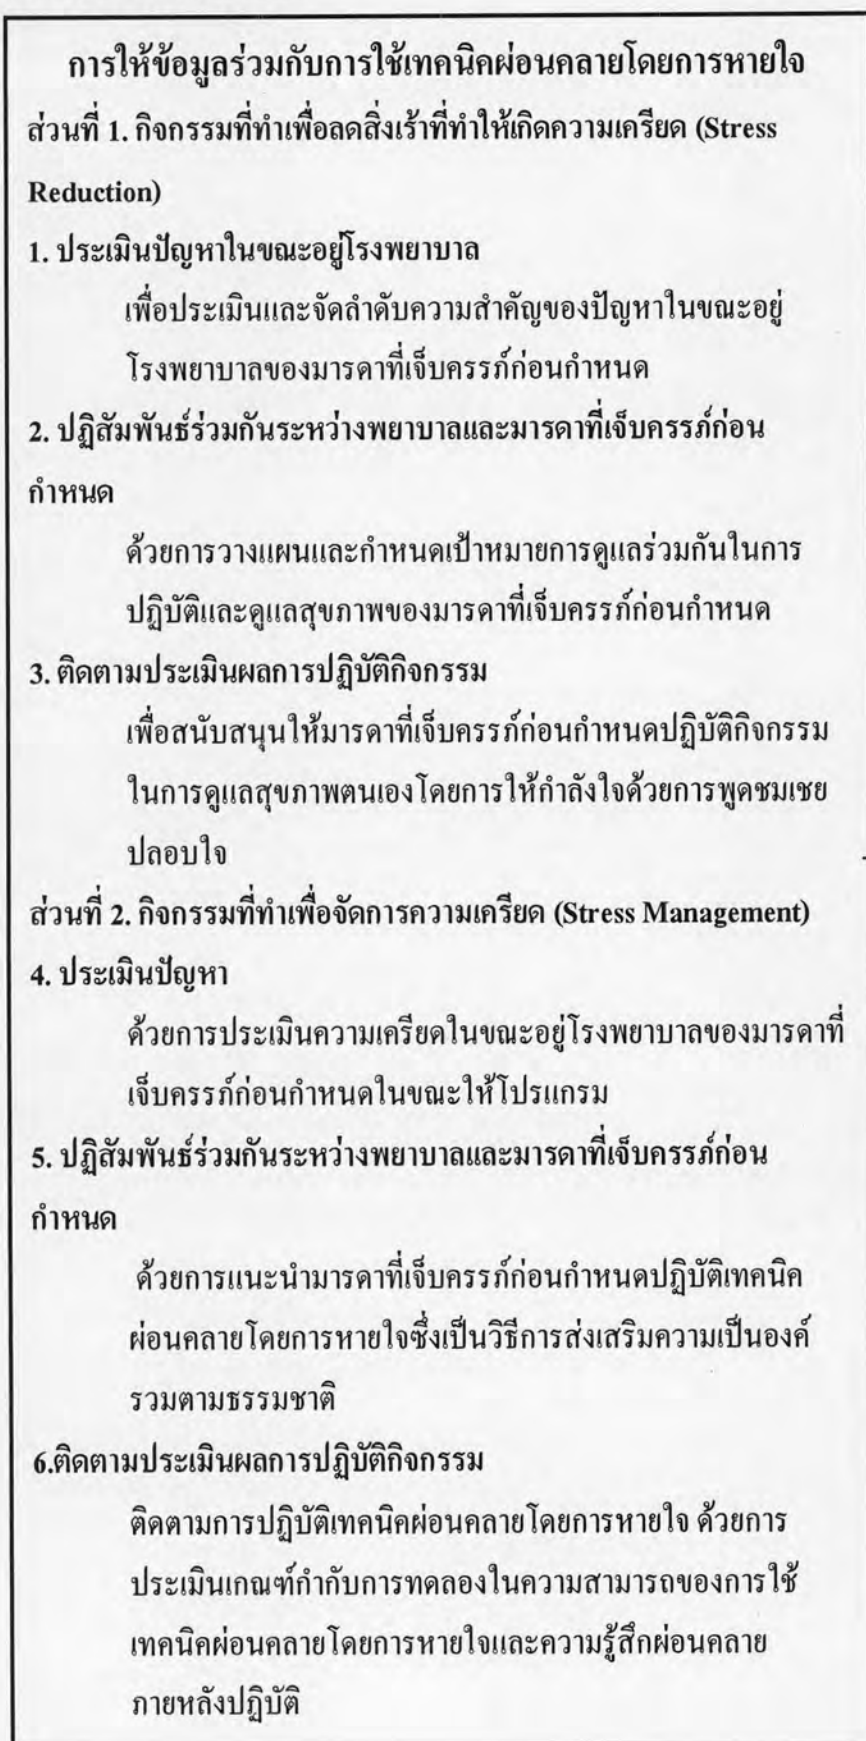 การให้ข้อมูลร่วมกับการใช้เทคนิคผ่อนคลายโดยการหายใจ
ส่วนที่ 1. กิจกรรมที่ทำเพื่อลดสิ่งเร้าที่ทำให้เกิดความเครียด (Stress
Reduction)
1. ประเมินปัญหาในขณะอยู่โรงพยาบาล
เพื่อประเมินและจัดลำดับความสำคัญของปัญหาในขณะอยู่
โรงพยาบาลของมารดาที่เจ็บครรภ์ก่อนกำหนด
2. ปฏิสัมพันธ์ร่วมกันระหว่างพยาบาลและมารดาที่เจ็บครรภ์ก่อน
กำหนด
ด้วยการวางแผนและกำหนดเป้าหมายการดูแลร่วมกันในการ
ปฏิบัติและดูแลสุขภาพของมารดาที่เจ็บครรภ์ก่อนกำหนด
3. ติดตามประเมินผลการปฏิบัติกิจกรรม
เพื่อสนับสนุนให้มารดาที่เจ็บครรภ์ก่อนกำหนดปฏิบัติกิจกรรม
ในการดูแลสุขภาพตนเองโดยการให้กำลังใจด้วยการพูดชมเชย
ปลอบใจ
ส่วนที่ 2. กิจกรรมที่ทำเพื่อจัดการความเครียด (Stress Management)
4. ประเมินปัญหา
ด้วยการประเมินความเครียดในขณะอยู่โรงพยาบาลของมารดาที่
เจ็บครรภ์ก่อนกำหนดในขณะให้โปรแกรม
5. ปฏิสัมพันธ์ร่วมกันระหว่างพยาบาลและมารดาที่เจ็บครรภ์ก่อน
กำหนด
ด้วยการแนะนำมารดาที่เจ็บครรภ์ก่อนกำหนดปฏิบัติเทคนิค
ผ่อนคลายโดยการหายใจซึ่งเป็นวิธีการส่งเสริมความเป็นองค์
รวมตามธรรมชาติ
6.ติดตามประเมินผลการปฏิบัติกิจกรรม
ติดตามการปฏิบัติเทคนิคผ่อนคลายโดยการหายใจ ด้วยการ
ประเมินเกณฑ์กำกับการทดลองในความสามารถของการใช้
เทคนิคผ่อนคลายโดยการหายใจและความรู้สึกผ่อนคลาย
ภายหลังปฏิบัติ